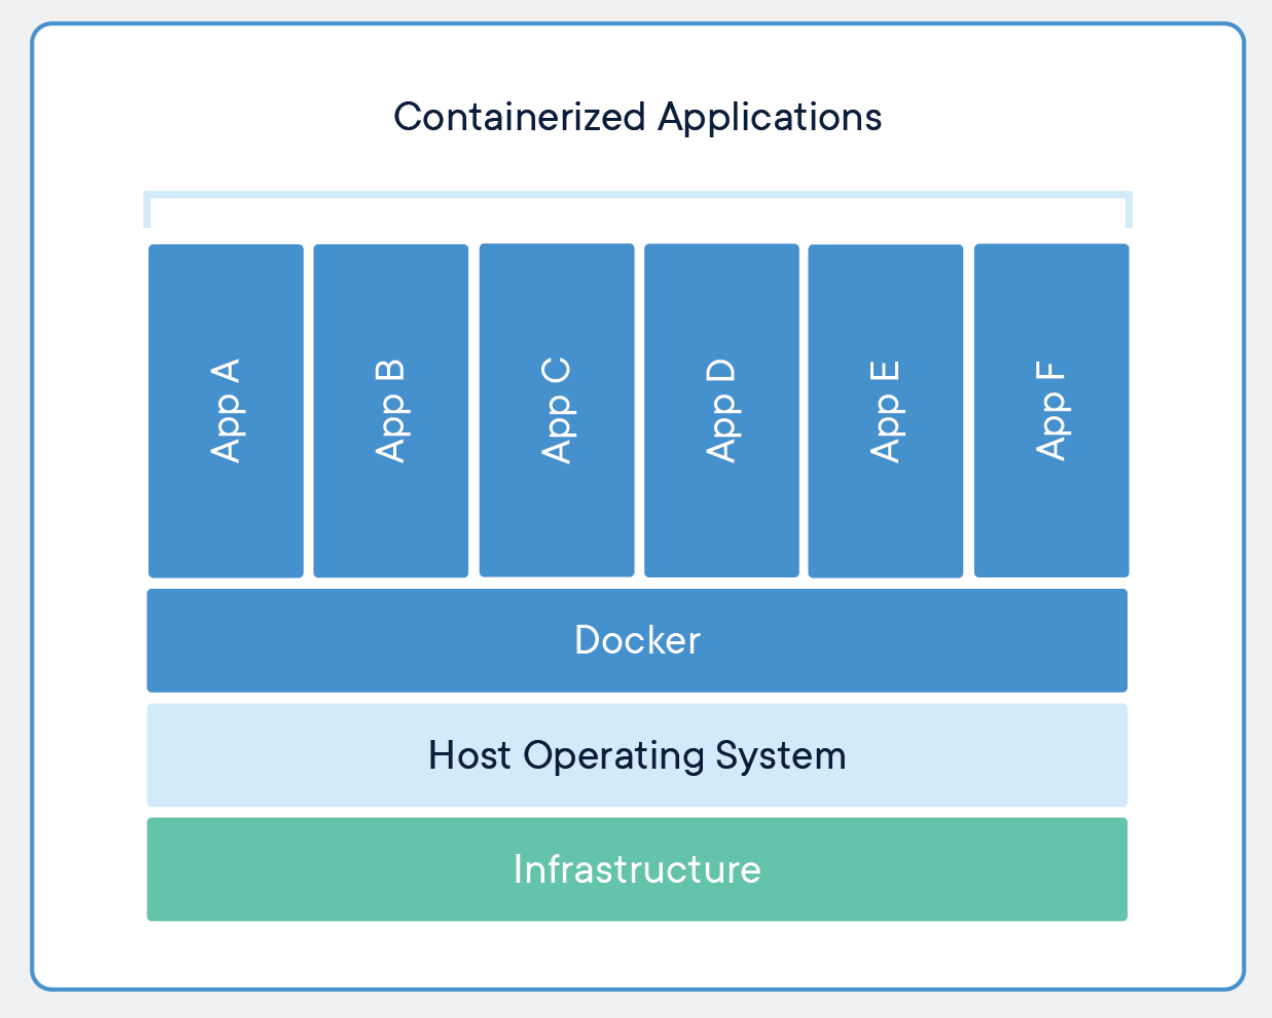 Containerized Applications
App A
App B
App C
App D
App E
App F
Docker
Host Operating System
Infrastructure